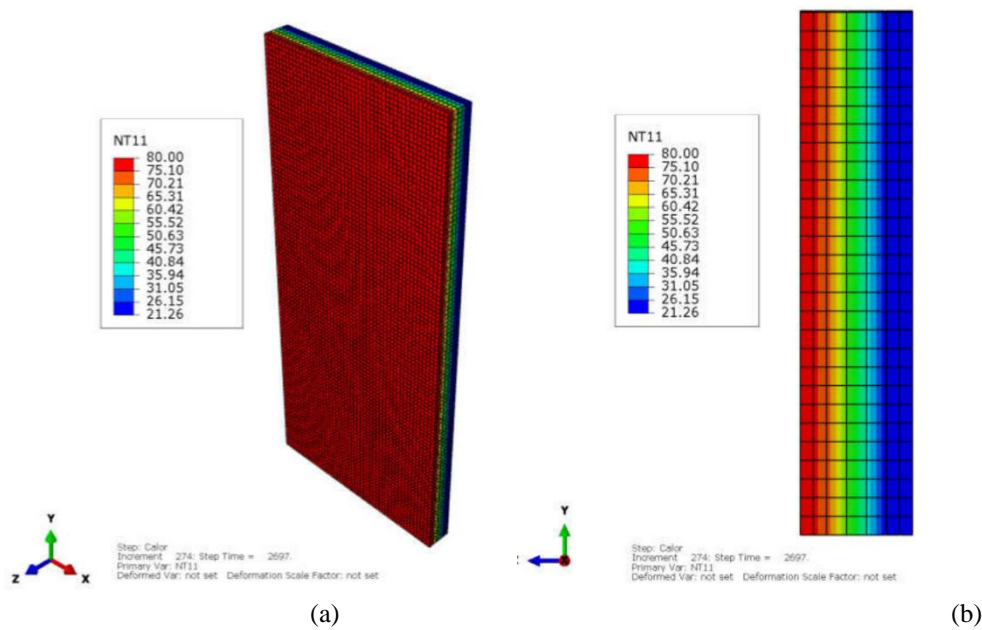 NT11
80.00
75.10
70.21
65.31
60.42
55.52
50.63
45.73
40.84
35.94
31.05
26.15
21.26
Y
Z
X
Step: Calor
Increment 274: Step Time = 2697.
Primary Var: NT11
Deformed Var: not set Deformation Scale Factor: not set
(a)
NT11
80.00
75.10
70.21
65.31
60.42
55.52
50.63
45.73
40.84
35.94
31.05
26.15
21.26
Y
X
Step: Calor
Increment 274: Step Time = 2697.
Primary Var: NT11
Deformed Var: not set Deformation Scale Factor: not set
(b)